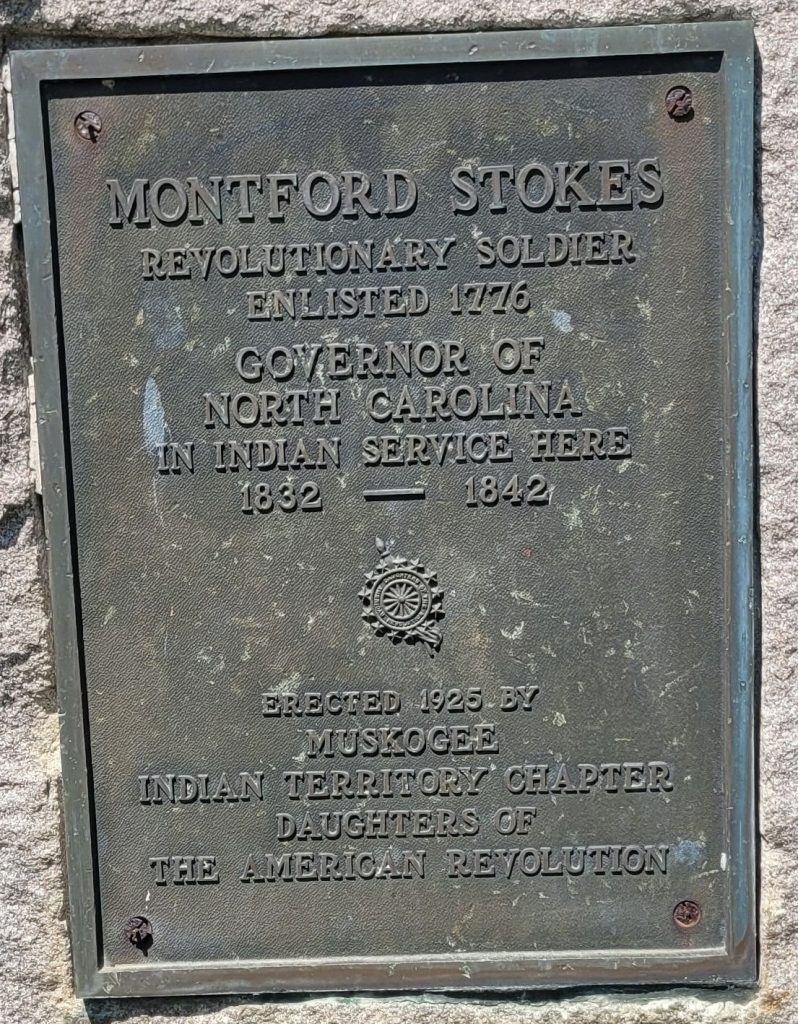 MONTFORD STOKES
REVOLUTIONARY SOLDIER
ENLISTED 1776
GOVERNOR OF
NORTH CAROLINA
IN INDIAN SERVICE HERE
1832 — 1842
ERECTED 1925 BY
MUSKOGEE
INDIAN TERRITORY CHAPTER
DAUGHTERS OF
THE AMERICAN REVOLUTION